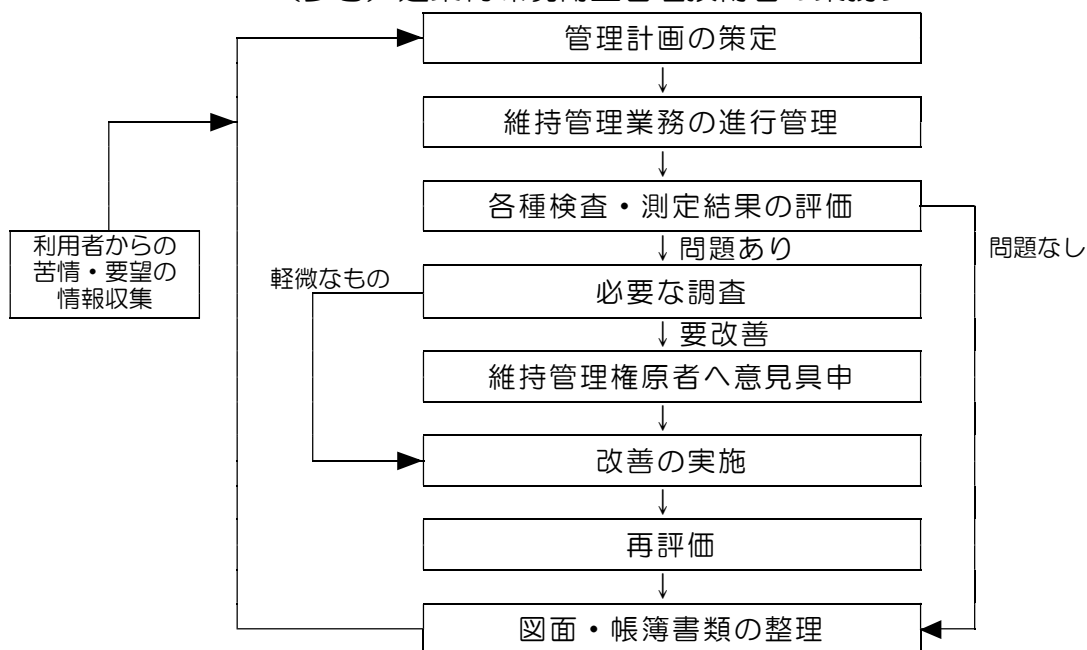 管理計画の策定
↓
維持管理業務の進行管理
↓
各種検査・測定結果の評価
利用者からの
苦情・要望の
情報収集
↓問題あり
問題なし
軽微なもの
必要な調査
↓要改善
維持管理権原者へ意見具申
↓
改善の実施
↓
再評価
↓
図面・帳簿書類の整理